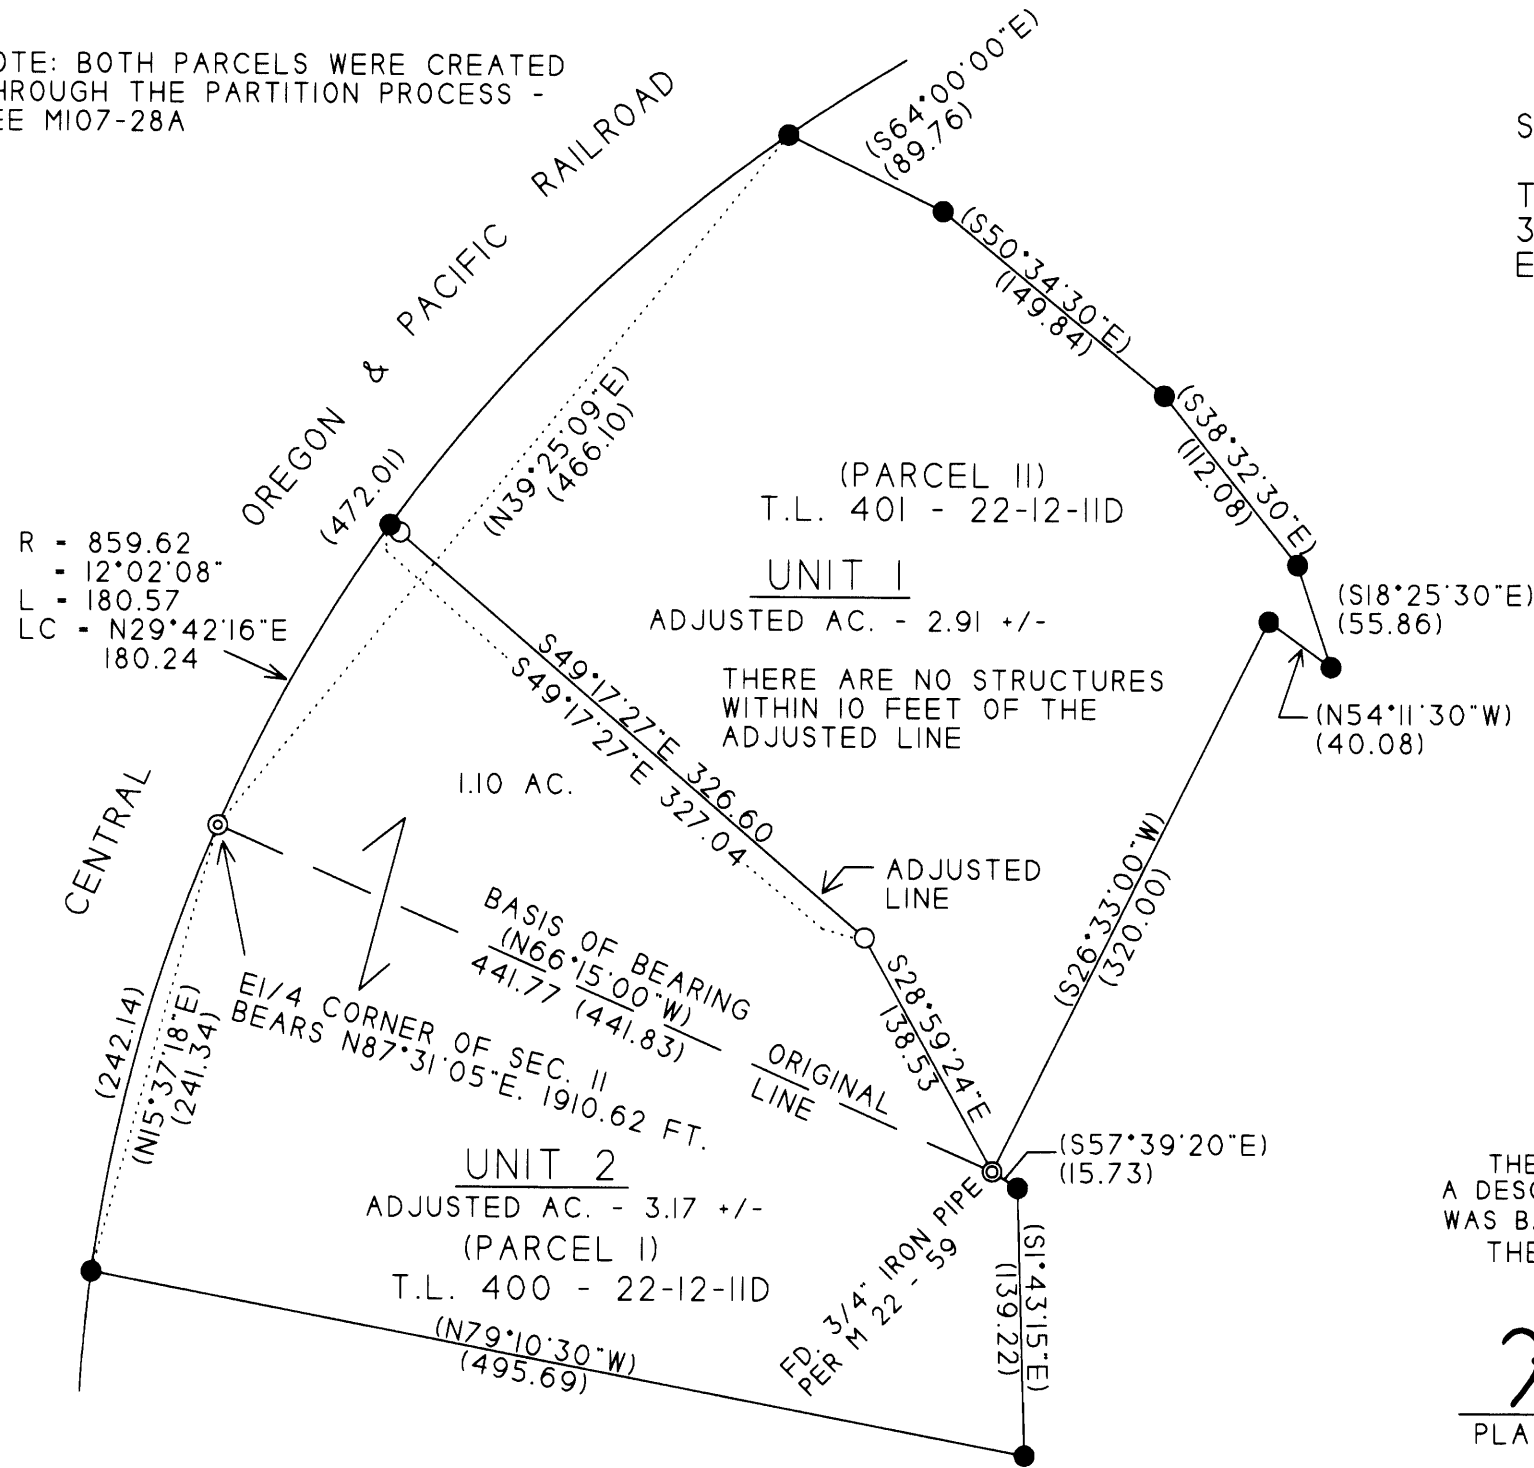 OTE: BOTH PARCELS WERE CREATED
HROUGH THE PARTITION PROCESS -
EE M107-28A
(S64°00'00"E)
(89.76)
S
T
3
E
OREGON & PACIFIC RAILROAD
CENTRAL
(S50°34'30"E)
(149.84)
(S38°32'30"E)
(112.08)
(472.01)
(N39°25'09"E)
(466.10)
(PARCEL II)
T.L. 401 - 22-12-11D
UNIT 1
ADJUSTED AC. - 2.91 +/-
THERE ARE NO STRUCTURES
WITHIN 10 FEET OF THE
ADJUSTED LINE
R - 859.62
- 12°02'08"
L - 180.57
LC - N29°42'16"E
180.24
(S18°25'30"E)
(55.86)
(N54°11'30"W)
(40.08)
S49°17'27"E 326.60
S49°17'27"E 327.04
1.10 AC.
ADJUSTED
LINE
(S26°33'00"W)
(320.00)
BASIS OF BEARING
(N66°15'00"W)
441.77 (441.83)
ORIGINAL
LINE
S28°59'24"E
138.53
E1/4 CORNER OF SEC. 11
BEARS N87°31'05"E. 1910.62 FT.
(242.14)
(N15°37'18"E)
(241.34)
UNIT 2
ADJUSTED AC. - 3.17 +/-
(PARCEL I)
T.L. 400 - 22-12-11D
(S57°39'20"E)
(15.73)
FD. 3/4" IRON PIPE
PER M 22 - 59
(S1°43'15"E)
(139.22)
(N79°10'30"W)
(495.69)
THE
A DESC
WAS B
THE
PLA